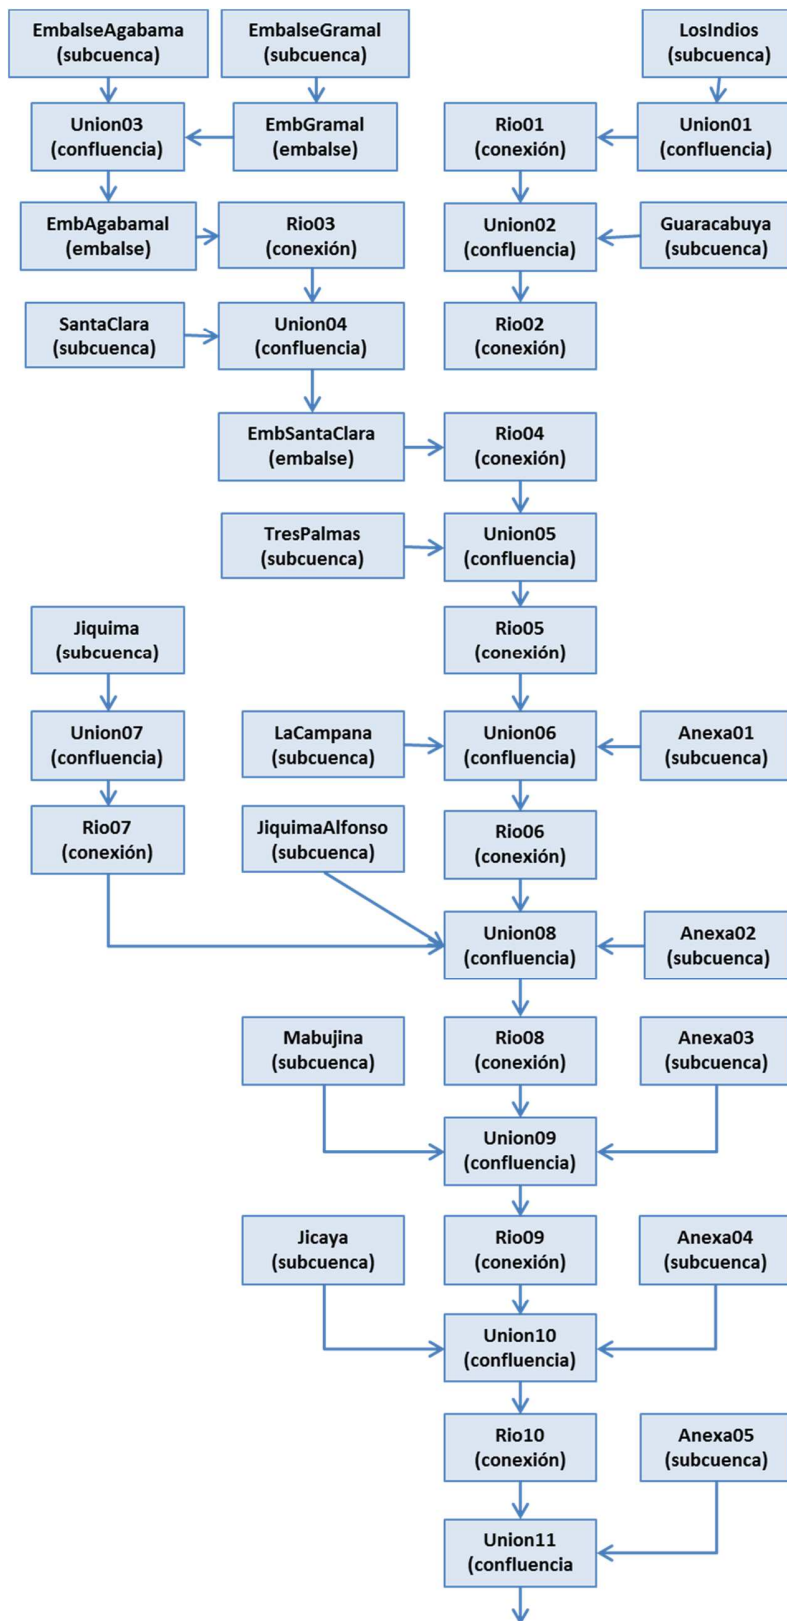 EmbalseAgabama
(subcuenca)
EmbalseGramal
(subcuenca)
LosIndios
(subcuenca)
Union03
(confluencia)
EmbGramal
(embalse)
Rio01
(conexión)
Union01
(confluencia)
EmbAgabamal
(embalse)
Rio03
(conexión)
Union02
(confluencia)
Guaracabuya
(subcuenca)
SantaClara
(subcuenca)
Union04
(confluencia)
Rio02
(conexión)
EmbSantaClara
(embalse)
Rio04
(conexión)
TresPalmas
(subcuenca)
Union05
(confluencia)
Jiquima
(subcuenca)
Rio05
(conexión)
Union07
(confluencia)
LaCampana
(subcuenca)
Union06
(confluencia)
Anexa01
(subcuenca)
Rio07
(conexión)
JiquimaAlfonso
(subcuenca)
Rio06
(conexión)
Union08
(confluencia)
Anexa02
(subcuenca)
Mabujina
(subcuenca)
Rio08
(conexión)
Anexa03
(subcuenca)
Union09
(confluencia)
Jicaya
(subcuenca)
Rio09
(conexión)
Anexa04
(subcuenca)
Union10
(confluencia)
Rio10
(conexión)
Anexa05
(subcuenca)
Union11
(confluencia